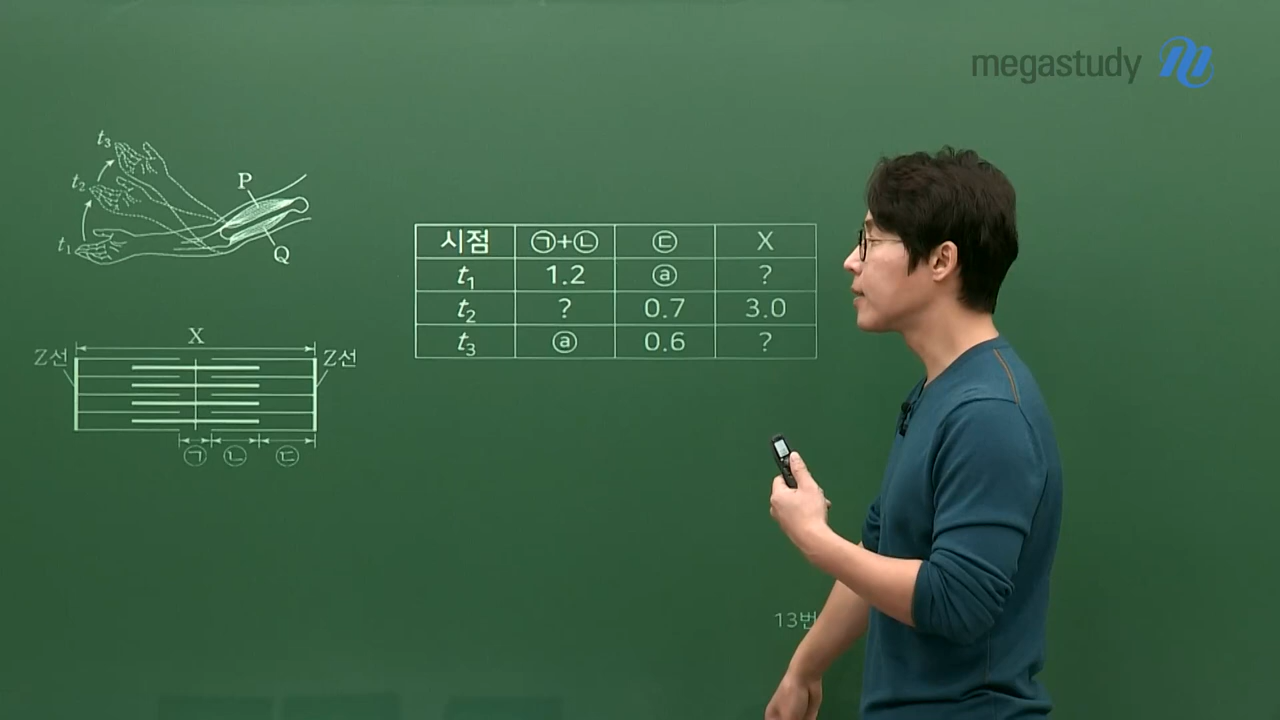 megastudy
t3
t2
t1
P
Q
X
Z선
Z선
㉠ ㉡ ㉢
시점 ㉠+㉡ ㉢ X
t1 1.2 ⓐ ?
t2 ? 0.7 3.0
t3 ⓐ 0.6 ?
13번